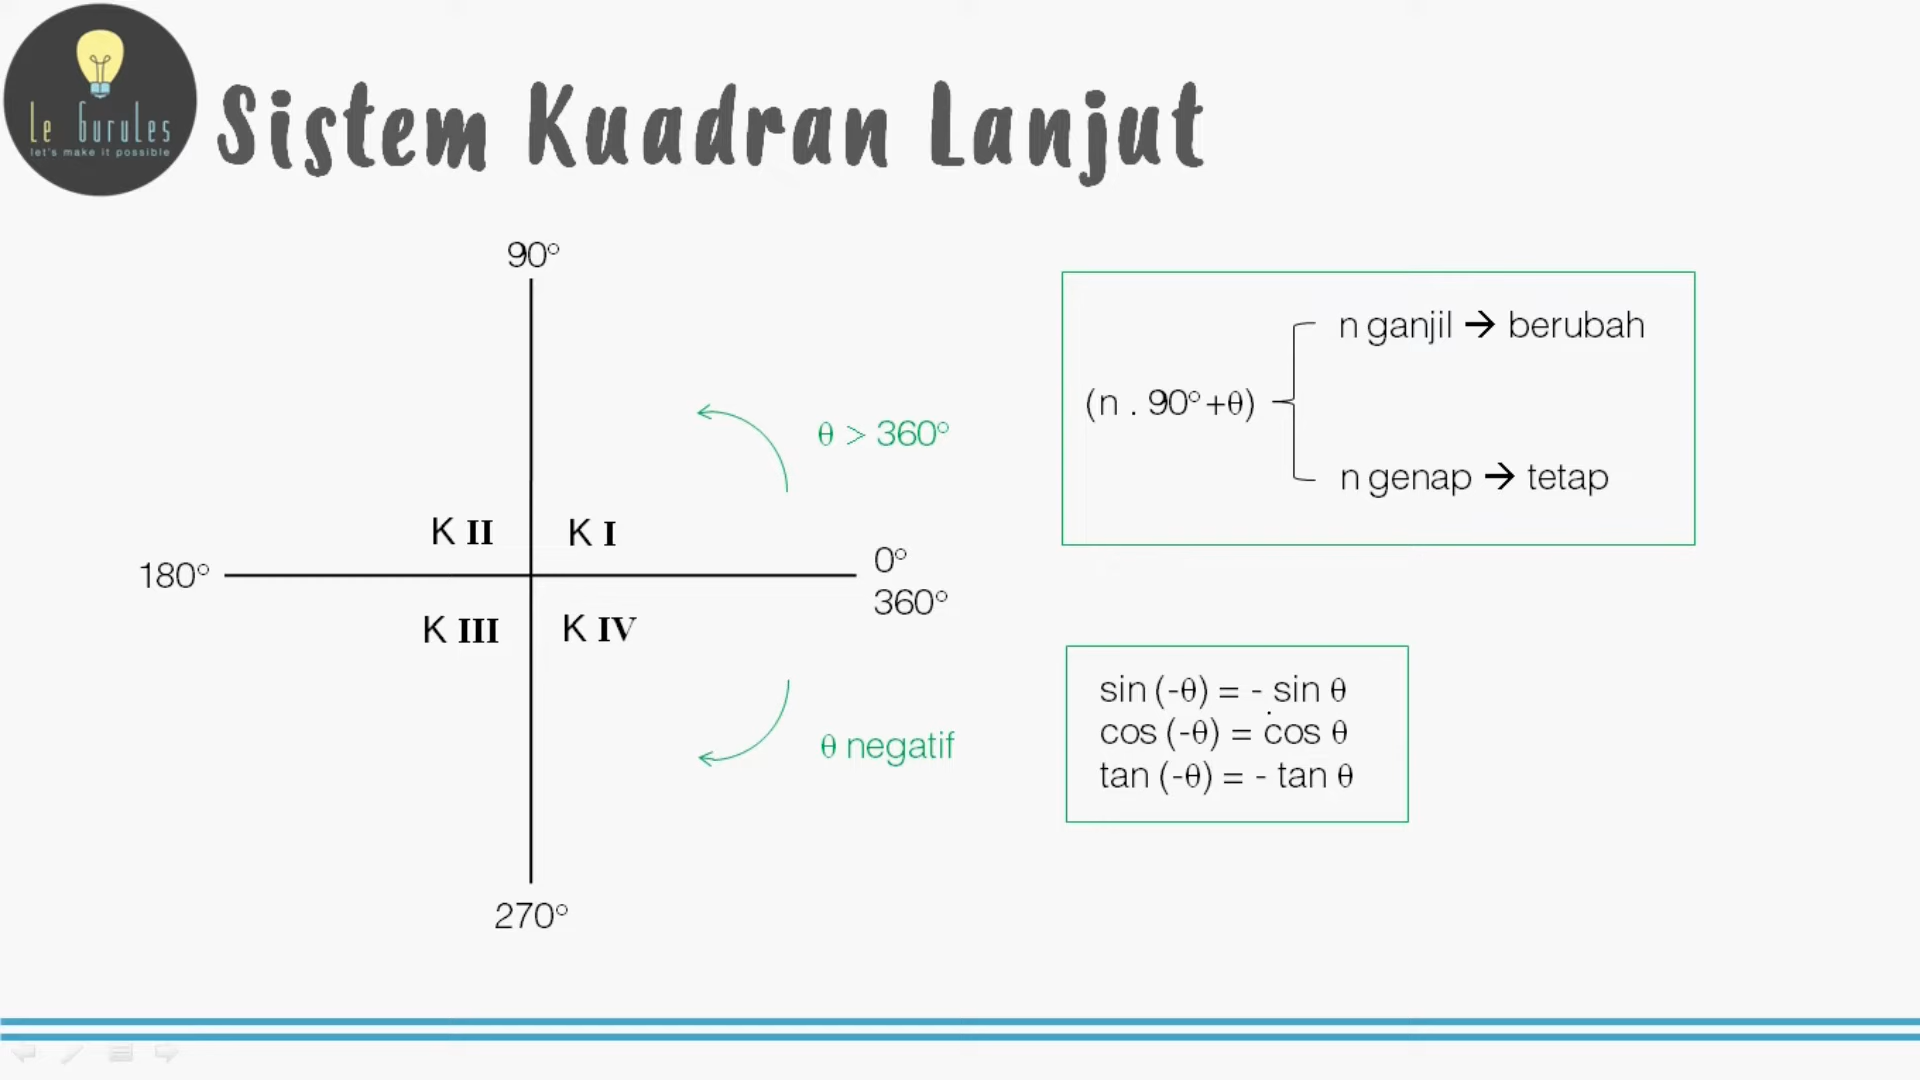 Le GuruLes
let's make it possible
Sistem Kuadran Lanjut
90°
θ > 360°
K II
K I
180°
0°
360°
K III
K IV
θ negatif
270°
n ganjil → berubah
(n . 90°+θ)
n genap → tetap
sin (-θ) = - sin θ
cos (-θ) = cos θ
tan (-θ) = - tan θ